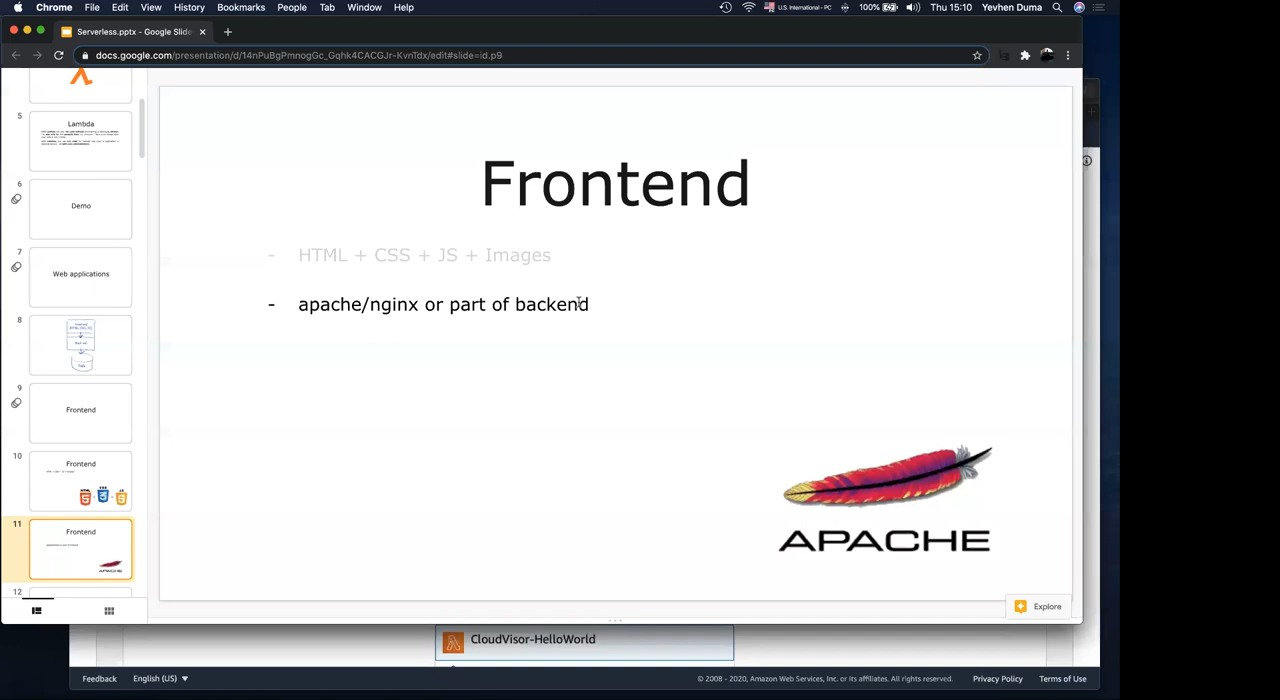 Chrome File Edit View History Bookmarks People Tab Window Help U.S. International - PC 100% Thu 15:10 Yevhen Duma
Serverless.pptx - Google Slide
docs.google.com/presentation/d/14nPuBgPmnogGc_Gqhk4CACGJr-KvnTdx/edit#slide=id.p9
5
Lambda
6
Demo
7
Web applications
8
9
Frontend
10
Frontend
11
Frontend
APACHE
12
Frontend
- HTML + CSS + JS + Images
- apache/nginx or part of backend
APACHE
Explore
CloudVisor-HelloWorld
Feedback English (US) © 2008 - 2020, Amazon Web Services, Inc. or its affiliates. All rights reserved. Privacy Policy Terms of Use